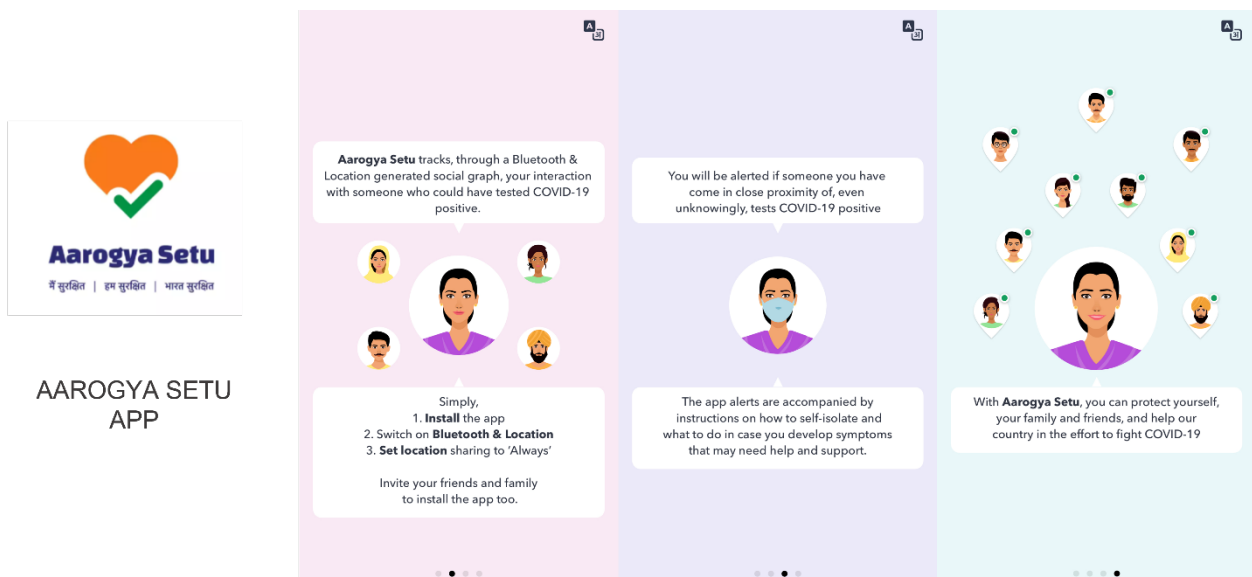 Aarogya Setu
मैं सुरक्षित | हम सुरक्षित | भारत सुरक्षित
AAROGYA SETU
APP
A
अ
Aarogya Setu tracks, through a Bluetooth &
Location generated social graph, your interaction
with someone who could have tested COVID-19
positive.
Simply,
1. Install the app
2. Switch on Bluetooth & Location
3. Set location sharing to ‘Always’
Invite your friends and family
to install the app too.
A
अ
You will be alerted if someone you have
come in close proximity of, even
unknowingly, tests COVID-19 positive
The app alerts are accompanied by
instructions on how to self-isolate and
what to do in case you develop symptoms
that may need help and support.
A
अ
With Aarogya Setu, you can protect yourself,
your family and friends, and help our
country in the effort to fight COVID-19